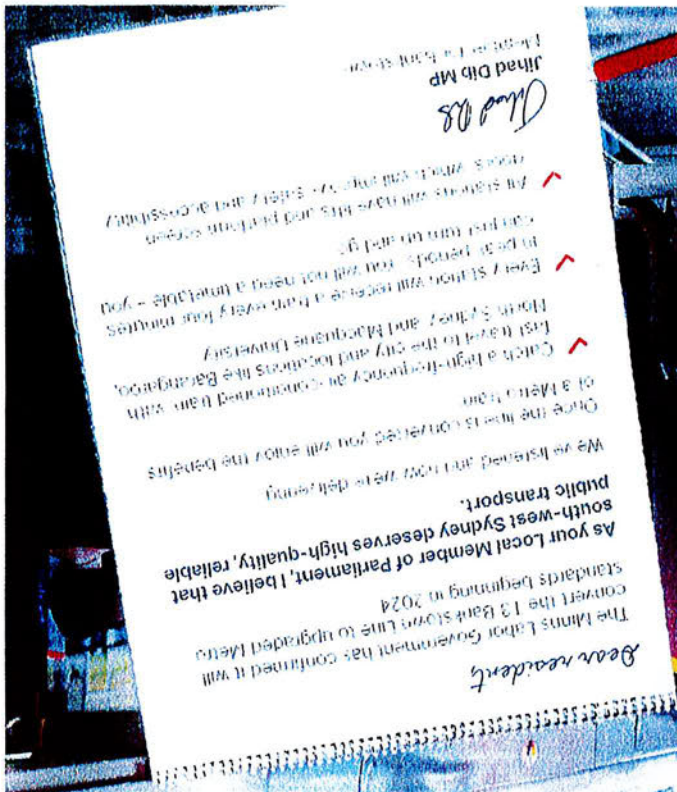 Dear resident,
The Minns Labor Government has confirmed it will
convert the T3 Bankstown Line to upgraded Metro
standards beginning in 2024
As your Local Member of Parliament, I believe that
south-west Sydney deserves high-quality, reliable
public transport.
We've listened and now we're delivering
Once the line is converted you will enjoy the benefits
of a Metro train
Catch a high-frequency air-conditioned train with
fast travel to the city and locations like Barangaroo,
North Sydney and Macquarie University
Every station will receive a train every four minutes
in peak periods. You will not need a timetable – you
can just turn up and go
All stations will have lifts and platform screen
doors, which will improve safety and accessibility
Jihad Dib
Jihad Dib MP
Member for Bankstown